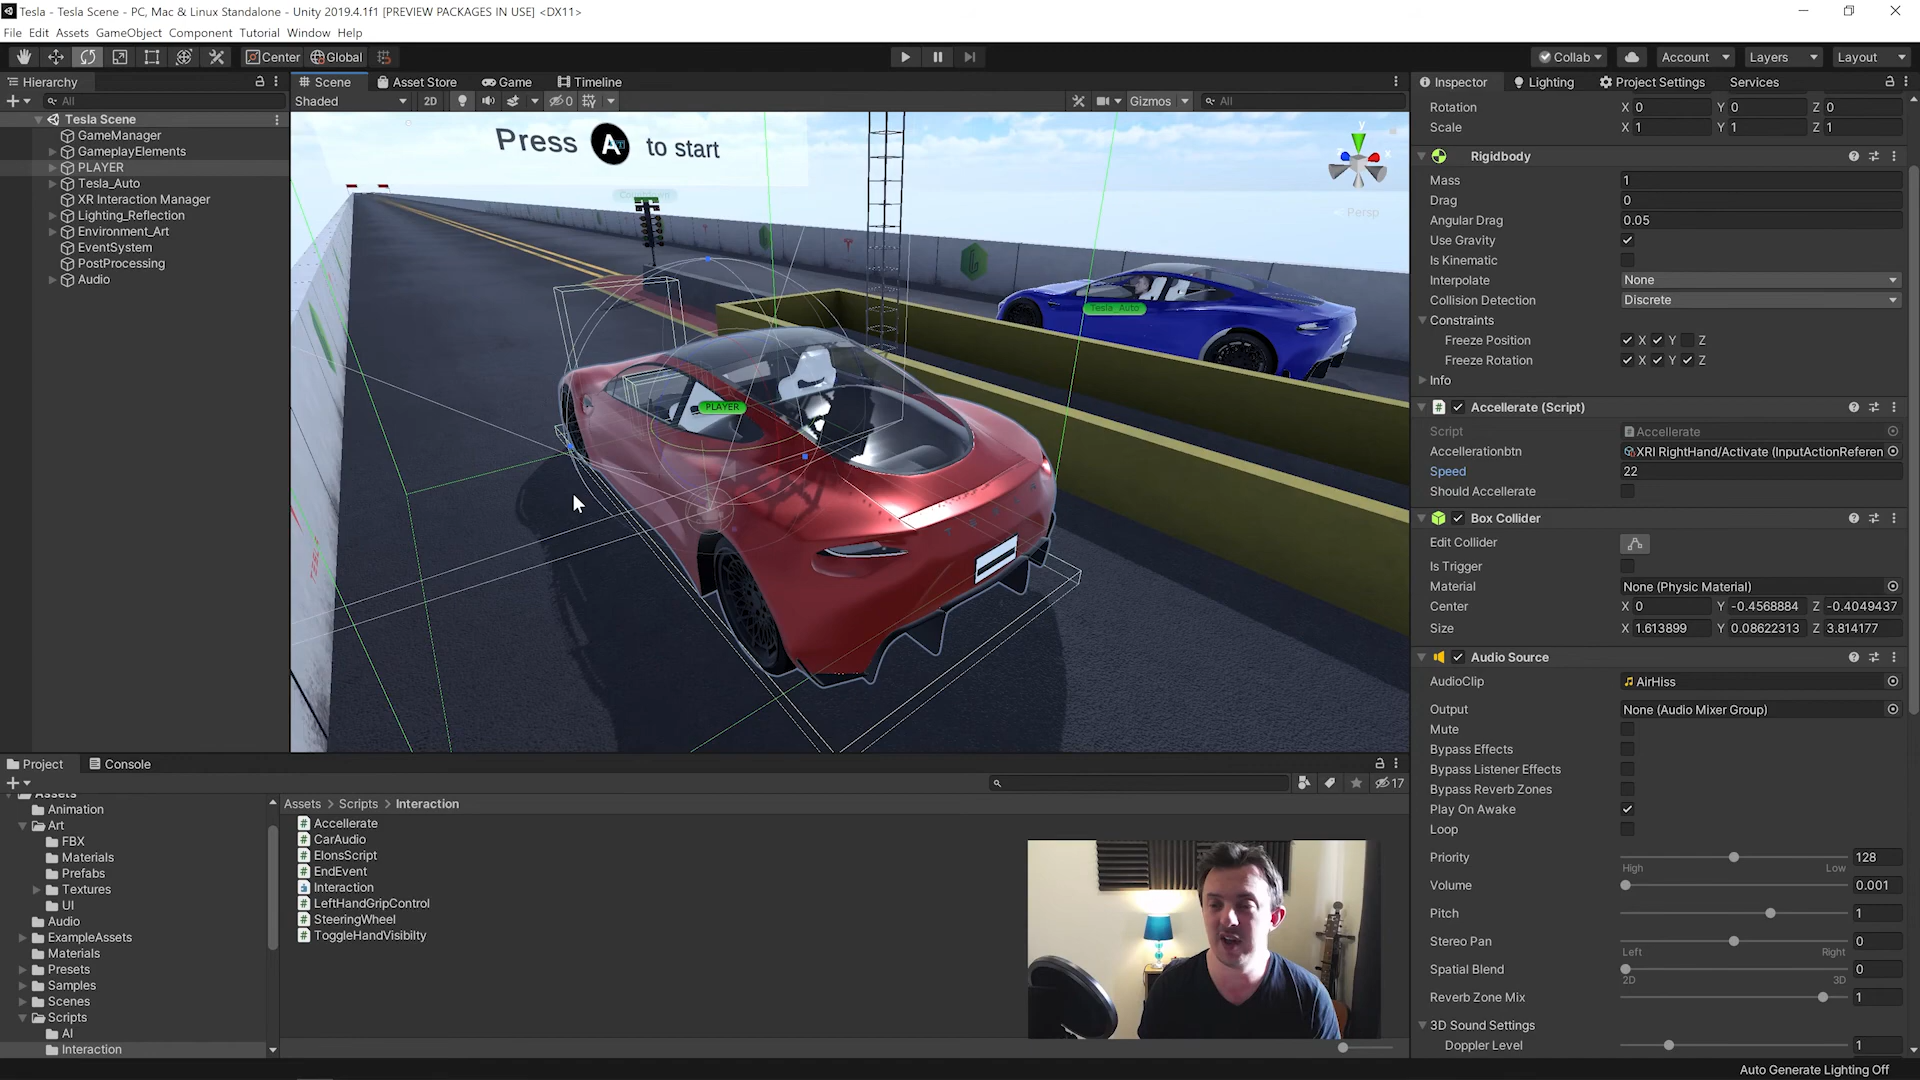 Tesla - Tesla Scene - PC, Mac & Linux Standalone - Unity 2019.4.1f1 [PREVIEW PACKAGES IN USE] <DX11>
File Edit Assets GameObject Component Tutorial Window Help
Center Global Collab Account Layers Layout
Hierarchy
All
Tesla Scene
GameManager
GameplayElements
PLAYER
Tesla_Auto
XR Interaction Manager
Lighting_Reflection
Environment_Art
EventSystem
PostProcessing
Audio
Scene Asset Store Game Timeline
Shaded 2D 0 Gizmos All
Press A to start
y
x
Persp
Tesla_Auto
PLAYER
Inspector Lighting Project Settings Services
Rotation X 0 Y 0 Z 0
Scale X 1 Y 1 Z 1
Rigidbody
Mass 1
Drag 0
Angular Drag 0.05
Use Gravity
Is Kinematic
Interpolate None
Collision Detection Discrete
Constraints
Freeze Position X Y Z
Freeze Rotation X Y Z
Info
Accellerate (Script)
Script Accellerate
Accellerationbtn XRI RightHand/Activate (InputActionReferen
Speed 22
Should Accellerate
Box Collider
Edit Collider
Is Trigger
Material None (Physic Material)
Center X 0 Y -0.4568884 Z -0.4049437
Size X 1.613899 Y 0.08622313 Z 3.814177
Audio Source
AudioClip AirHiss
Output None (Audio Mixer Group)
Mute
Bypass Effects
Bypass Listener Effects
Bypass Reverb Zones
Play On Awake
Loop
Priority 128
High Low
Volume 0.001
Pitch 1
Stereo Pan 0
Left Right
Spatial Blend 0
2D 3D
Reverb Zone Mix 1
3D Sound Settings
Doppler Level 1
Project Console
17
Assets
Animation
Art
FBX
Materials
Prefabs
Textures
UI
Audio
ExampleAssets
Materials
Presets
Samples
Scenes
Scripts
AI
Interaction
Assets > Scripts > Interaction
Accellerate
CarAudio
ElonsScript
EndEvent
Interaction
LeftHandGripControl
SteeringWheel
ToggleHandVisibilty
Auto Generate Lighting Off